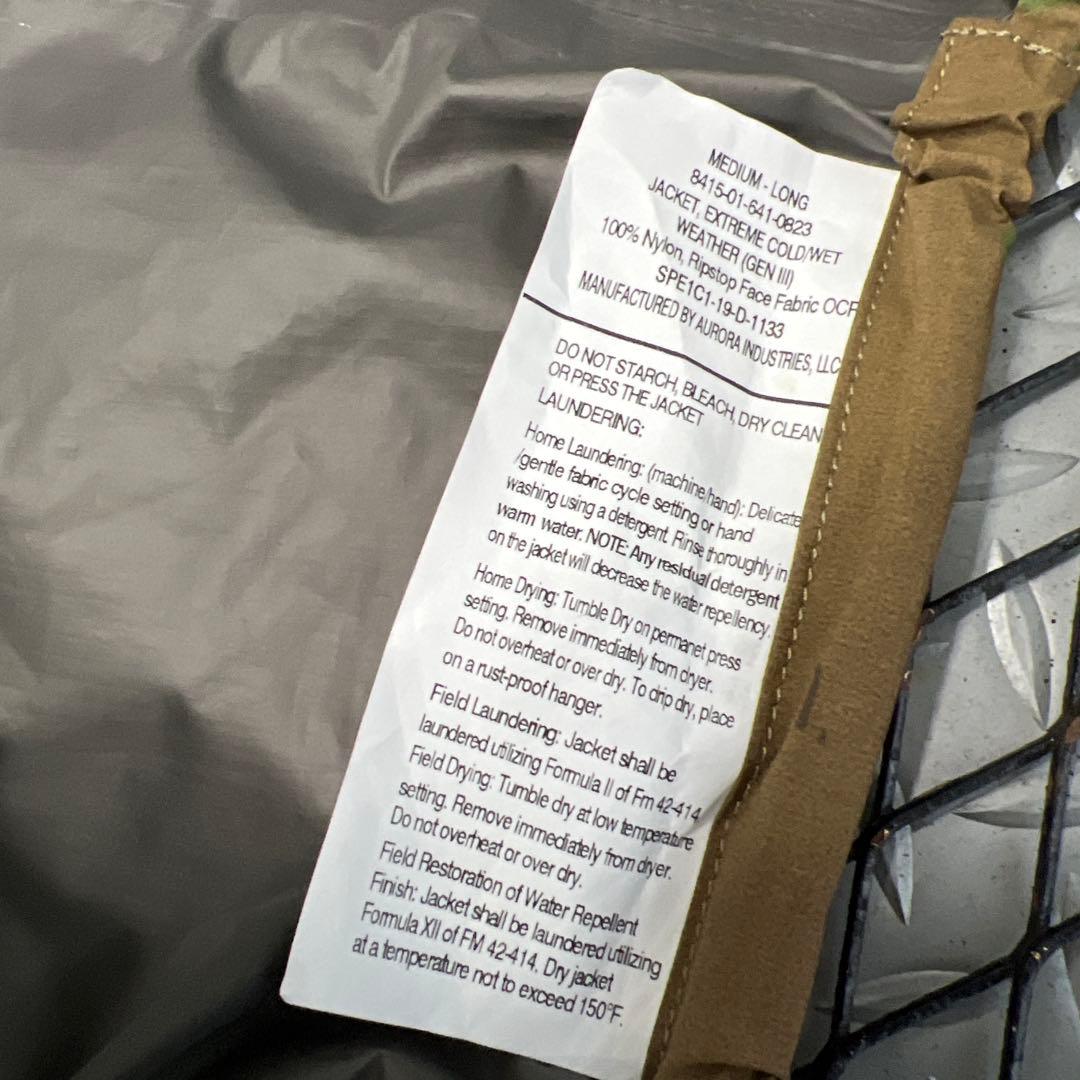 MEDIUM - LONG
8415-01-641-0823
JACKET, EXTREME COLD/WET
WEATHER (GEN III)
100% Nylon, Ripstop Face Fabric OCP
SPE1C1-19-D-1133
MANUFACTURED BY AURORA INDUSTRIES, LLC
DO NOT STARCH, BLEACH, DRY CLEAN
OR PRESS THE JACKET
LAUNDERING:
Home Laundering: (machine/hand): Delicate
/gentle fabric cycle setting or hand
washing using a detergent. Rinse thoroughly in
warm water. NOTE: Any residual detergent
on the jacket will decrease the water repellency.
Home Drying: Tumble Dry on permanet press
setting. Remove immediately from dryer.
Do not overheat or over dry. To drip dry, place
on a rust-proof hanger.
Field Laundering: Jacket shall be
laundered utilizing Formula II of Fm 42-414
Field Drying: Tumble dry at low temperature
setting. Remove immediately from dryer.
Do not overheat or over dry.
Field Restoration of Water Repellent
Finish: Jacket shall be laundered utilizing
Formula XII of FM 42-414. Dry jacket
at a temperature not to exceed 150°F.